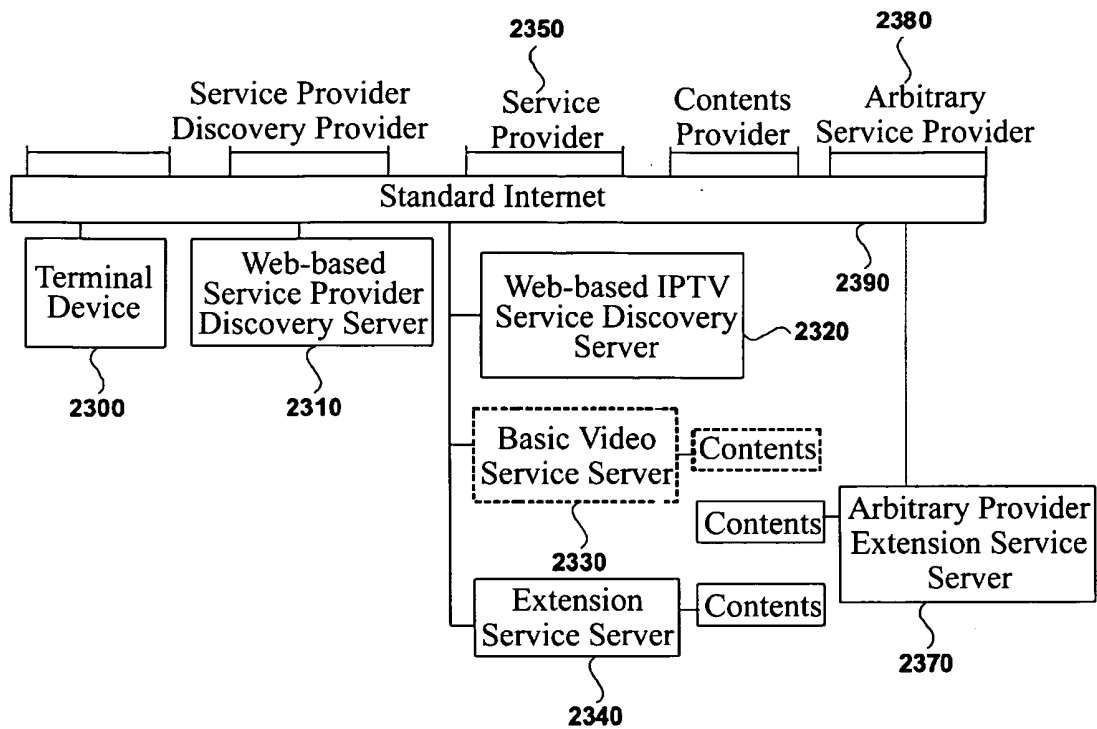 2350
2380
Service Provider
Discovery Provider
Service
Provider
Contents
Provider
Arbitrary
Service Provider
Standard Internet
2390
Terminal
Device
2300
Web-based
Service Provider
Discovery Server
2310
Web-based IPTV
Service Discovery
Server
2320
Basic Video
Service Server
2330
Contents
Contents
Arbitrary Provider
Extension Service
Server
2370
Extension
Service Server
2340
Contents